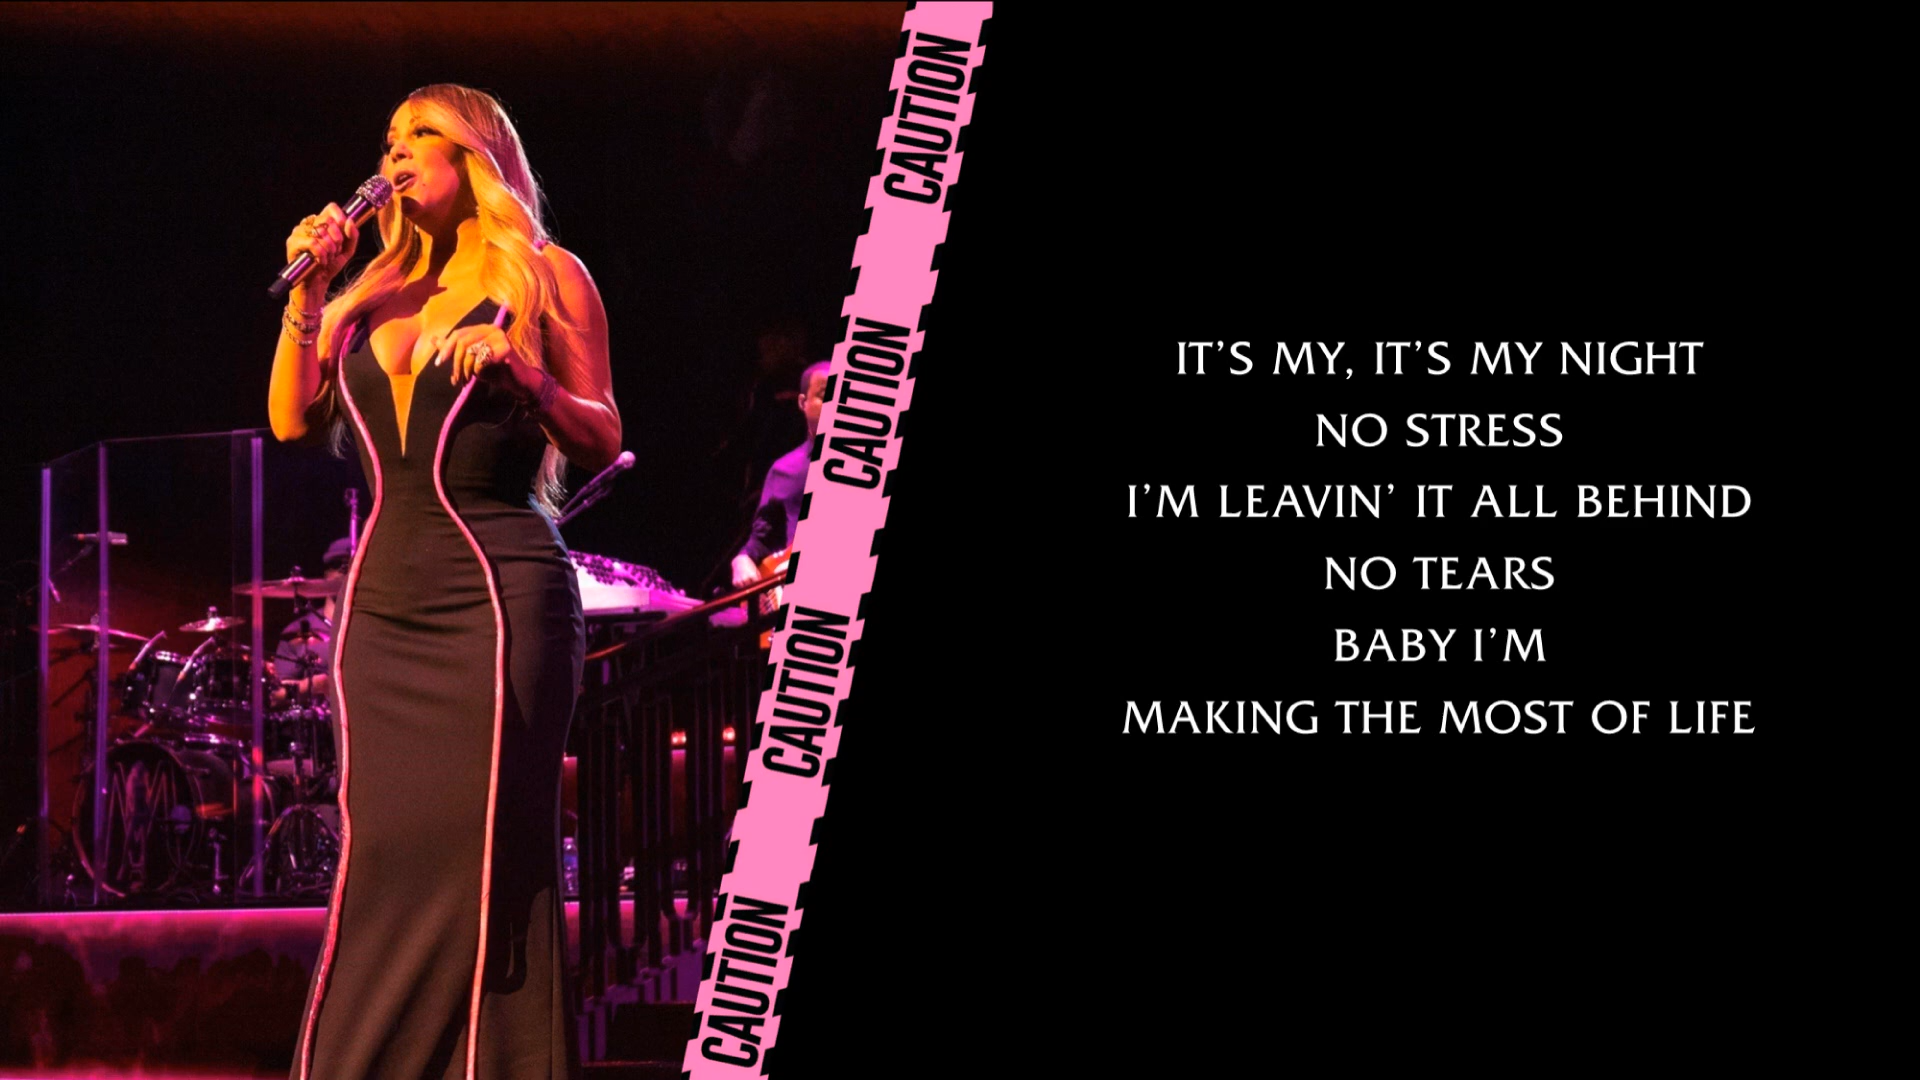 CAUTION
CAUTION
CAUTION
CAUTION
IT’S MY, IT’S MY NIGHT
NO STRESS
I’M LEAVIN’ IT ALL BEHIND
NO TEARS
BABY I’M
MAKING THE MOST OF LIFE